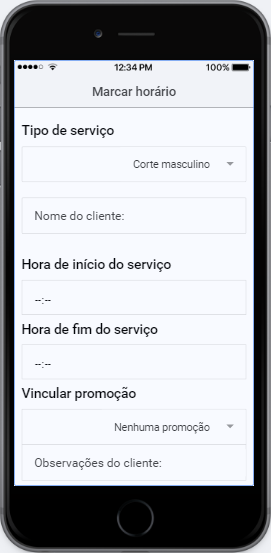 12:34 PM 100%
Marcar horário
Tipo de serviço
Corte masculino
Nome do cliente:
Hora de início do serviço
--:--
Hora de fim do serviço
--:--
Vincular promoção
Nenhuma promoção
Observações do cliente: